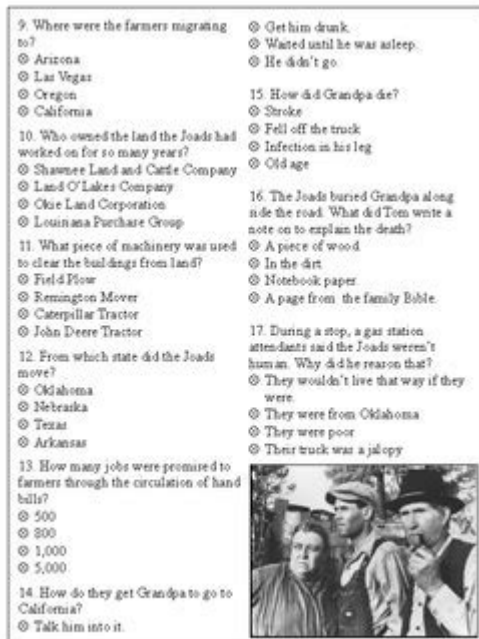 9. Where were the farmers migrating
to?
⊗ Arizona
⊗ Las Vegas
⊗ Oregon
⊗ California
10. Who owned the land the Joads had
worked on for so many years?
⊗ Shawnee Land and Cattle Company
⊗ Land O'Lakes Company
⊗ Okie Land Corporation
⊗ Louisiana Purchase Group
11. What piece of machinery was used
to clear the buildings from land?
⊗ Field Plow
⊗ Remington Mover
⊗ Caterpillar Tractor
⊗ John Deere Tractor
12. From which state did the Joads
move?
⊗ Oklahoma
⊗ Nebraska
⊗ Texas
⊗ Arkansas
13. How many jobs were promised to
farmers through the circulation of hand
bills?
⊗ 500
⊗ 800
⊗ 1,000
⊗ 5,000
14. How do they get Grandpa to go to
California?
⊗ Talk him into it.
⊗ Get him drunk.
⊗ Waited until he was asleep.
⊗ He didn't go.
15. How did Grandpa die?
⊗ Stroke
⊗ Fell off the truck
⊗ Infection in his leg
⊗ Old age
16. The Joads buried Grandpa along
side the road. What did Tom write a
note on to explain the death?
⊗ A piece of wood
⊗ In the dirt
⊗ Notebook paper
⊗ A page from the family Bible.
17. During a stop, a gas station
attendants said the Joads weren't
human. Why did he reason that?
⊗ They wouldn't live that way if they
were.
⊗ They were from Oklahoma
⊗ They were poor
⊗ Their truck was a jalopy